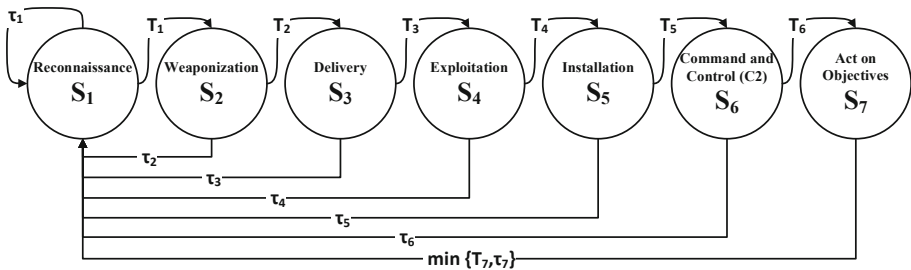 τ₁ T₁ T₂ T₃ T₄ T₅ T₆
Reconnaissance Weaponization Delivery Exploitation Installation Command and Control (C2) Act on Objectives
S₁ S₂ S₃ S₄ S₅ S₆ S₇
τ₂
τ₃
τ₄
τ₅
τ₆
min {T₇,τ₇}